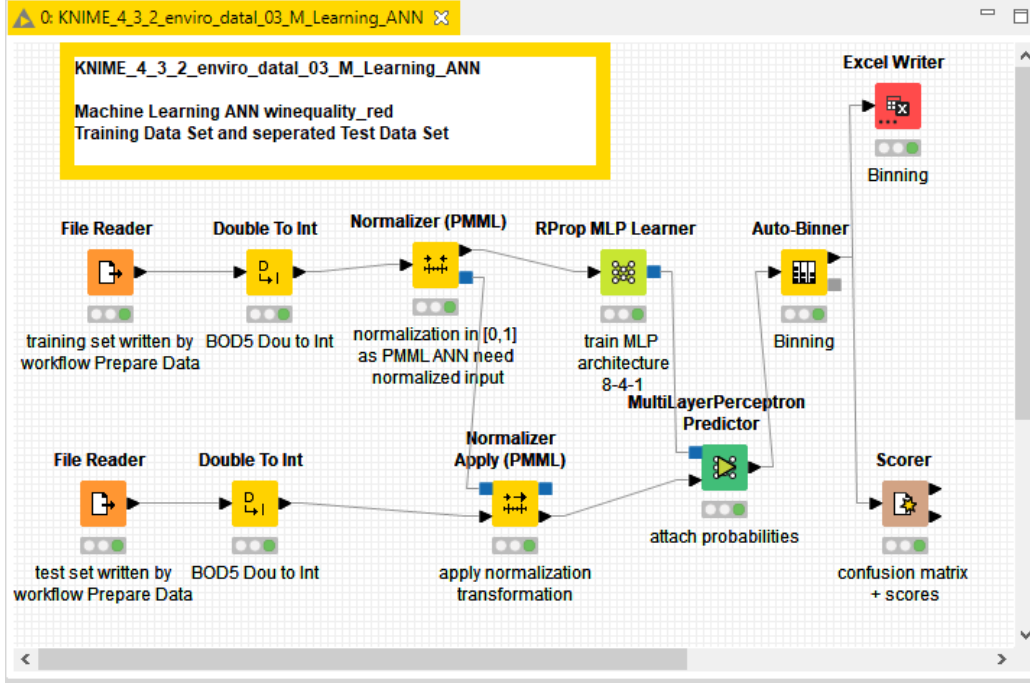 0: KNIME_4_3_2_enviro_datal_03_M_Learning_ANN
KNIME_4_3_2_enviro_datal_03_M_Learning_ANN
Machine Learning ANN winequality_red
Training Data Set and seperated Test Data Set
Excel Writer
Binning
File Reader
training set written by
workflow Prepare Data
Double To Int
D
I
BOD5 Dou to Int
Normalizer (PMML)
normalization in [0,1]
as PMML ANN need
normalized input
RProp MLP Learner
train MLP
architecture
8-4-1
Auto-Binner
Binning
MultiLayerPerceptron
Predictor
attach probabilities
File Reader
test set written by
workflow Prepare Data
Double To Int
D
I
BOD5 Dou to Int
Normalizer
Apply (PMML)
apply normalization
transformation
Scorer
confusion matrix
+ scores